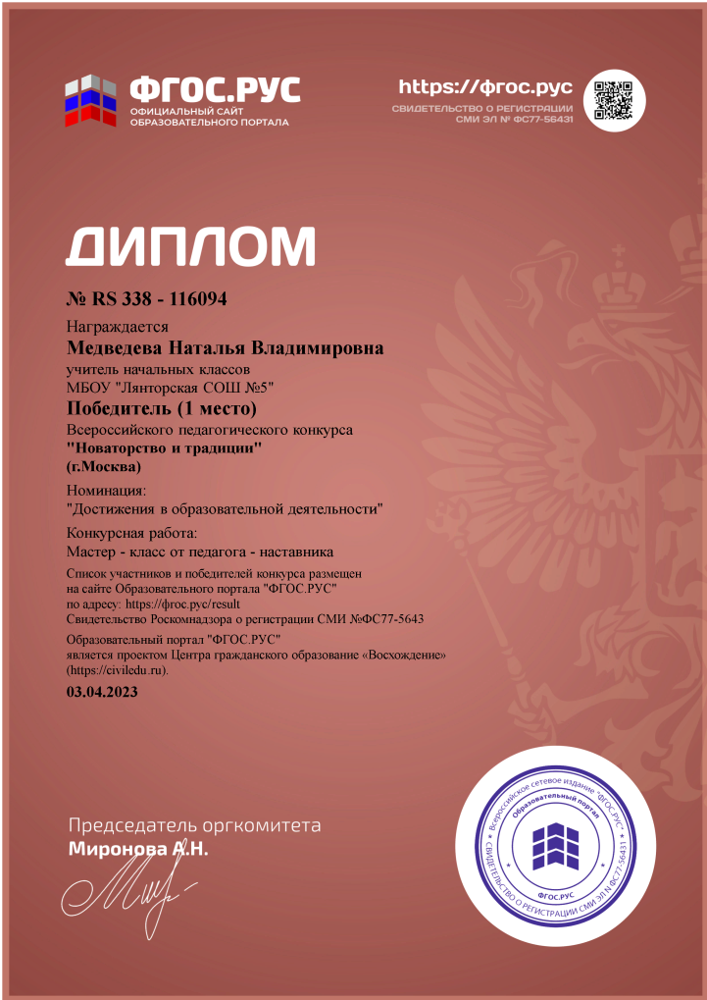 ФГОС.РУС
ОФИЦИАЛЬНЫЙ САЙТ
ОБРАЗОВАТЕЛЬНОГО ПОРТАЛА
https://фгос.рус
СВИДЕТЕЛЬСТВО О РЕГИСТРАЦИИ
СМИ ЭЛ № ФС77-56431
ДИПЛОМ
№ RS 338 - 116094
Награждается
Медведева Наталья Владимировна
учитель начальных классов
МБОУ "Лянторская СОШ №5"
Победитель (1 место)
Всероссийского педагогического конкурса
"Новаторство и традиции"
(г.Москва)
Номинация:
"Достижения в образовательной деятельности"
Конкурсная работа:
Мастер - класс от педагога - наставника
Список участников и победителей конкурса размещен
на сайте Образовательного портала "ФГОС.РУС"
по адресу: https://фгос.рус/result
Свидетельство Роскомнадзора о регистрации СМИ №ФС77-5643
Образовательный портал "ФГОС.РУС"
является проектом Центра гражданского образование «Восхождение»
(https://civiledu.ru).
03.04.2023
Председатель оргкомитета
Миронова А.Н.
Всероссийское сетевое издание "ФГОС.РУС"
СВИДЕТЕЛЬСТВО О РЕГИСТРАЦИИ СМИ ЭЛ N ФС77-56431
Образовательный портал
ФГОС.РУС